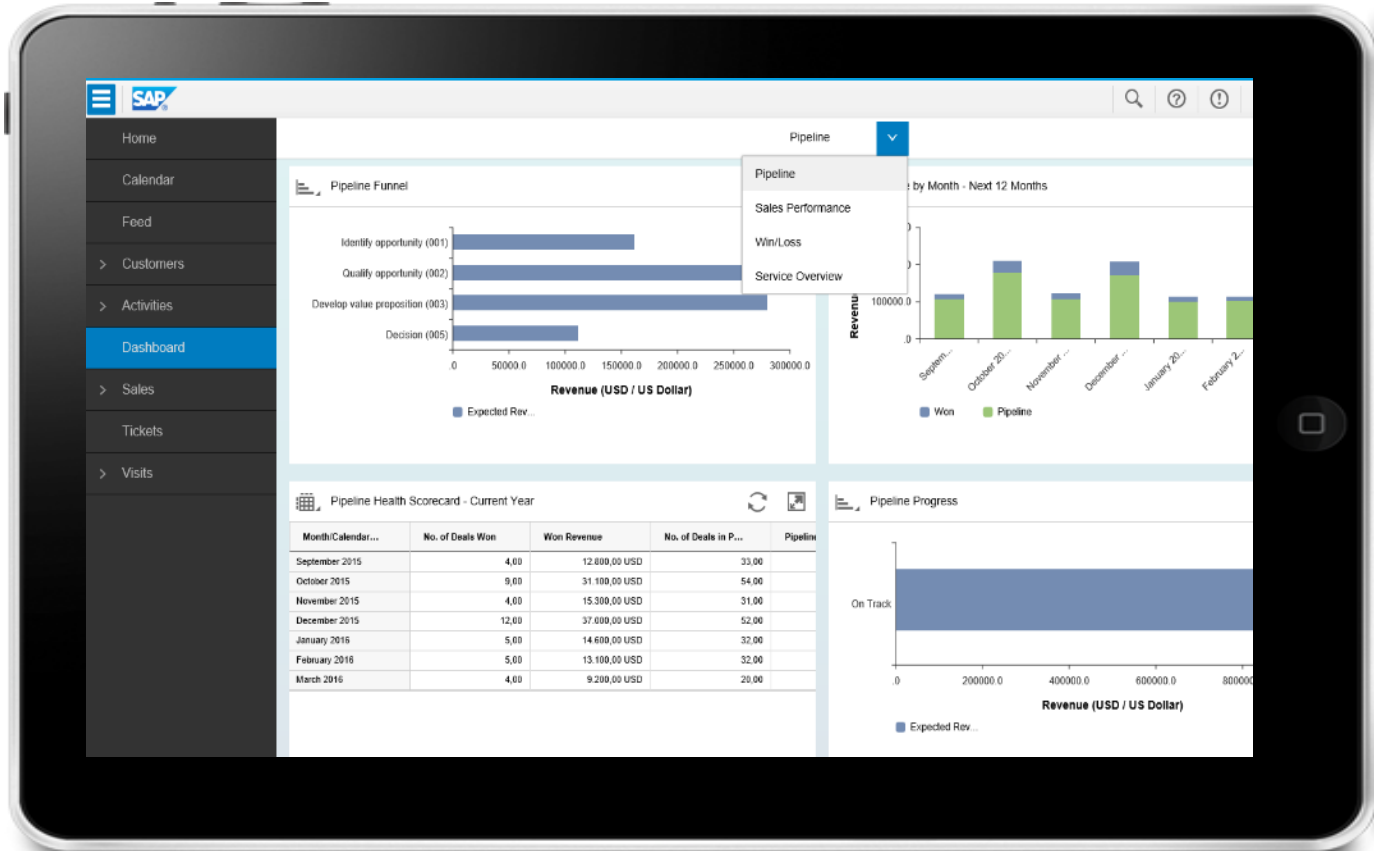 SAP
Home
Calendar
Feed
Customers
Activities
Dashboard
Sales
Tickets
Visits
Pipeline
Pipeline
Sales Performance
Win/Loss
Service Overview
Pipeline Funnel
Identify opportunity (001)
Qualify opportunity (002)
Develop value proposition (003)
Decision (005)
.0 50000.0 100000.0 150000.0 200000.0 250000.0 300000.0
Revenue (USD / US Dollar)
Expected Rev...
by Month - Next 12 Months
100000.0
.0
Septem... October 20... November ... December ... January 20... February 2...
Won Pipeline
Pipeline Health Scorecard - Current Year
Month/Calendar... No. of Deals Won Won Revenue No. of Deals in P... Pipeline
September 2015 4,00 12.800,00 USD 33,00
October 2015 9,00 31.100,00 USD 54,00
November 2015 4,00 15.300,00 USD 31,00
December 2015 12,00 37.000,00 USD 52,00
January 2016 5,00 14.600,00 USD 32,00
February 2016 5,00 13.100,00 USD 32,00
March 2016 4,00 9.200,00 USD 20,00
Pipeline Progress
On Track
.0 200000.0 400000.0 600000.0
Revenue (USD / US Dollar)
Expected Rev...